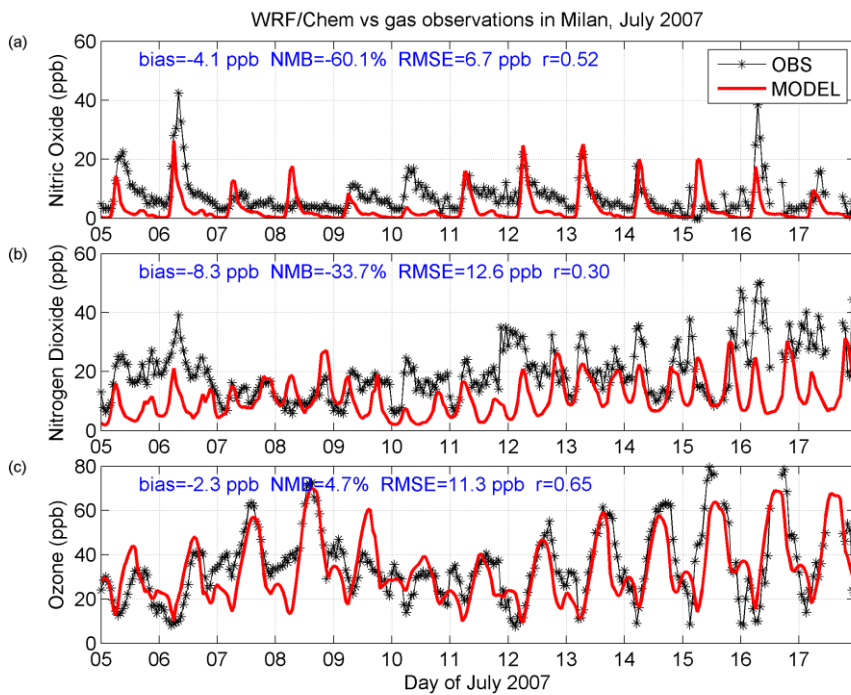 WRF/Chem vs gas observations in Milan, July 2007
(a)
bias=-4.1 ppb NMB=-60.1% RMSE=6.7 ppb r=0.52
OBS
MODEL
Nitric Oxide (ppb)
60
40
20
0
05 06 07 08 09 10 11 12 13 14 15 16 17
(b)
bias=-8.3 ppb NMB=-33.7% RMSE=12.6 ppb r=0.30
Nitrogen Dioxide (ppb)
60
40
20
0
05 06 07 08 09 10 11 12 13 14 15 16 17
(c)
bias=-2.3 ppb NMB=4.7% RMSE=11.3 ppb r=0.65
Ozone (ppb)
80
60
40
20
0
05 06 07 08 09 10 11 12 13 14 15 16 17
Day of July 2007